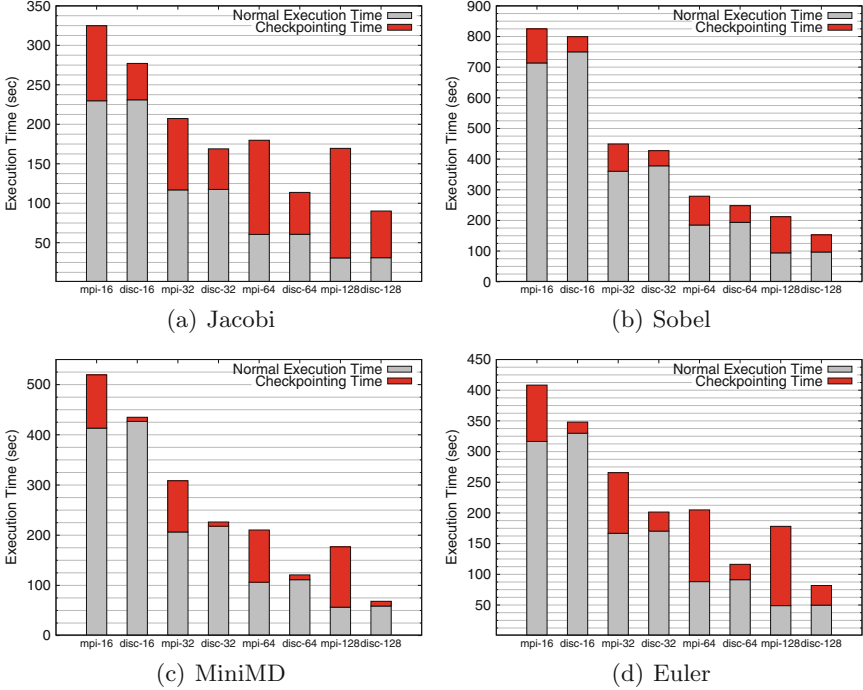 350
300
250
200
150
100
50
Execution Time (sec)
Normal Execution Time
Checkpointing Time
mpi-16 disc-16 mpi-32 disc-32 mpi-64 disc-64 mpi-128 disc-128
(a) Jacobi
900
800
700
600
500
400
300
200
100
0
Execution Time (sec)
Normal Execution Time
Checkpointing Time
mpi-16 disc-16 mpi-32 disc-32 mpi-64 disc-64 mpi-128 disc-128
(b) Sobel
500
400
300
200
100
0
Execution Time (sec)
Normal Execution Time
Checkpointing Time
mpi-16 disc-16 mpi-32 disc-32 mpi-64 disc-64 mpi-128 disc-128
(c) MiniMD
450
400
350
300
250
200
150
100
50
Execution Time (sec)
Normal Execution Time
Checkpointing Time
mpi-16 disc-16 mpi-32 disc-32 mpi-64 disc-64 mpi-128 disc-128
(d) Euler